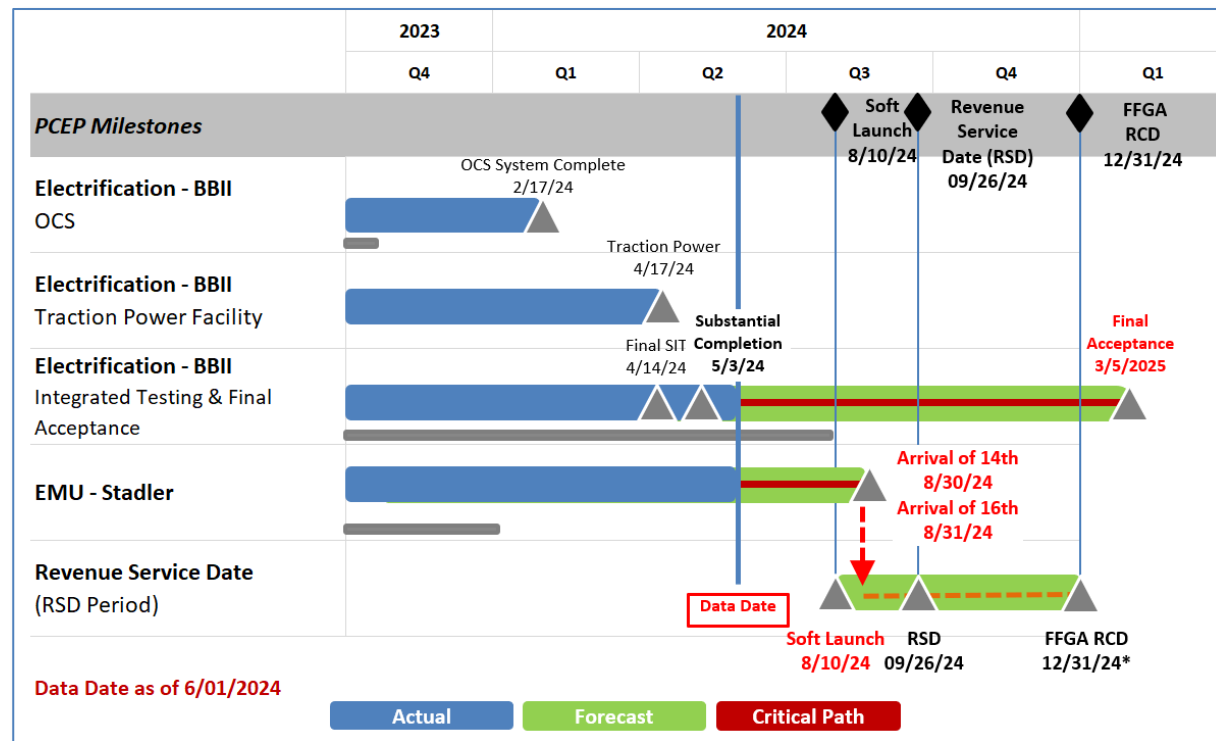 2023
2024
Q4
Q1
Q2
Q3
Q4
Q1
PCEP Milestones
Soft
Launch
8/10/24
Revenue
Service
Date (RSD)
09/26/24
FFGA
RCD
12/31/24
Electrification - BBII
OCS
OCS System Complete
2/17/24
Electrification - BBII
Traction Power Facility
Traction Power
4/17/24
Electrification - BBII
Integrated Testing & Final
Acceptance
Final SIT
4/14/24
Substantial
Completion
5/3/24
Final
Acceptance
3/5/2025
EMU - Stadler
Arrival of 14th
8/30/24
Arrival of 16th
8/31/24
Revenue Service Date
(RSD Period)
Data Date
Soft Launch
8/10/24
RSD
09/26/24
FFGA RCD
12/31/24*
Data Date as of 6/01/2024
Actual
Forecast
Critical Path